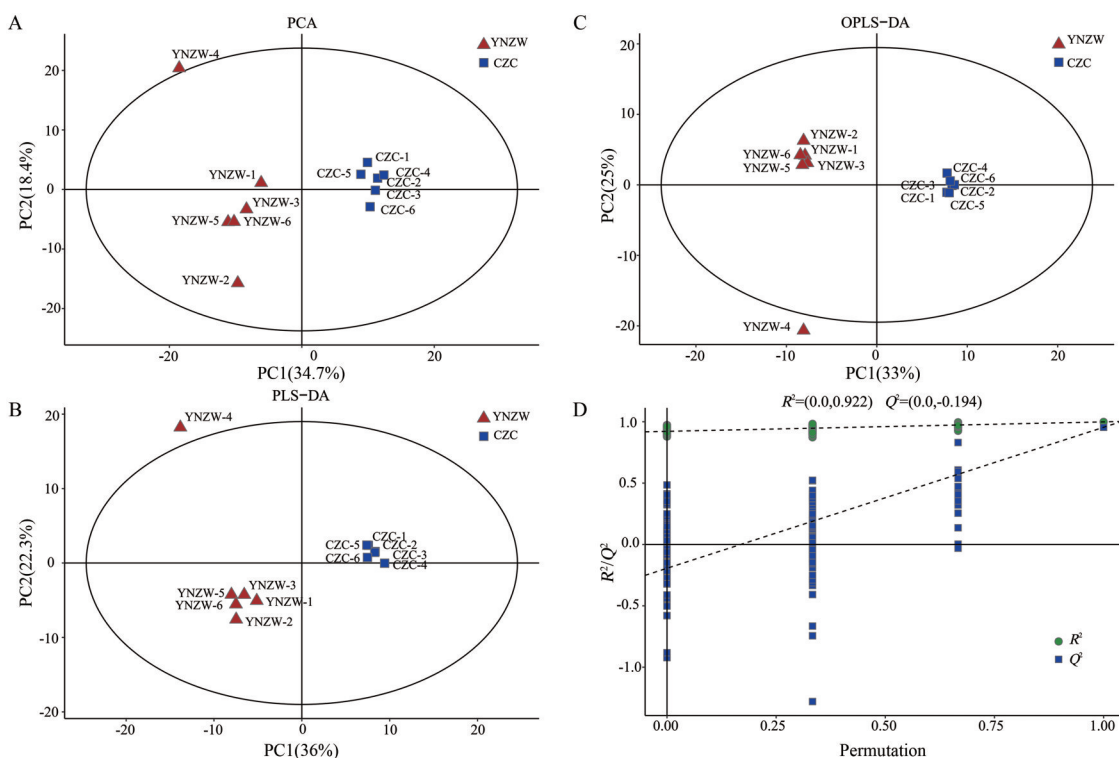 A
PCA
YNZW
CZC
YNZW-4
YNZW-1
YNZW-3
YNZW-5
YNZW-6
YNZW-2
CZC-1
CZC-5
CZC-4
CZC-2
CZC-3
CZC-6
20
10
0
-10
-20
PC2(18.4%)
-20
0
20
PC1(34.7%)
C
OPLS−DA
YNZW
CZC
YNZW-2
YNZW-6
YNZW-1
YNZW-5
YNZW-3
YNZW-4
CZC-4
CZC-6
CZC-3
CZC-2
CZC-1
CZC-5
20
10
0
-10
-20
PC2(25%)
-20
-10
0
10
20
PC1(33%)
B
PLS−DA
YNZW
CZC
YNZW-4
YNZW-5
YNZW-3
YNZW-6
YNZW-1
YNZW-2
CZC-1
CZC-5
CZC-2
CZC-6
CZC-3
CZC-4
20
10
0
-10
-20
PC2(22.3%)
-20
-10
0
10
20
PC1(36%)
D
R²=(0.0,0.922) Q²=(0.0,-0.194)
1.0
0.5
0.0
-0.5
-1.0
R²/Q²
R²
Q²
0.00
0.25
0.50
0.75
1.00
Permutation